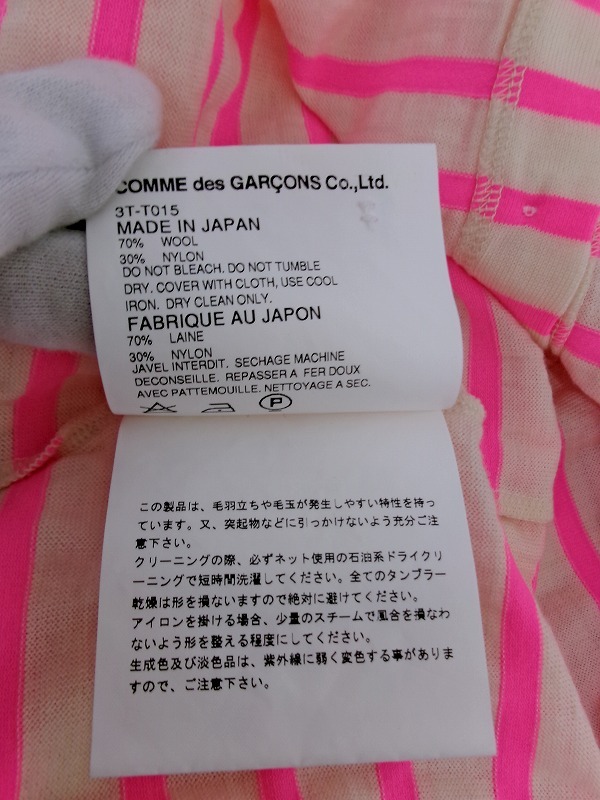 COMME des GARÇONS Co.,Ltd.
3T-T015
MADE IN JAPAN
70% WOOL
30% NYLON
DO NOT BLEACH. DO NOT TUMBLE
DRY. COVER WITH CLOTH, USE COOL
IRON. DRY CLEAN ONLY.
FABRIQUE AU JAPON
70% LAINE
30% NYLON
JAVEL INTERDIT. SECHAGE MACHINE
DECONSEILLE. REPASSER A FER DOUX
AVEC PATTEMOUILLE. NETTOYAGE A SEC.
P
この製品は、毛羽立ちや毛玉が発生しやすい特性を持っ
ています。又、突起物などに引っかけないよう充分ご注
意下さい。
クリーニングの際、必ずネット使用の石油系ドライクリ
ーニングで短時間洗濯してください。全てのタンブラー
乾燥は形を損ないますので絶対に避けてください。
アイロンを掛ける場合、少量のスチームで風合を損なわ
ないよう形を整える程度にしてください。
生成色及び淡色品は、紫外線に弱く変色する事がありま
すので、ご注意下さい。